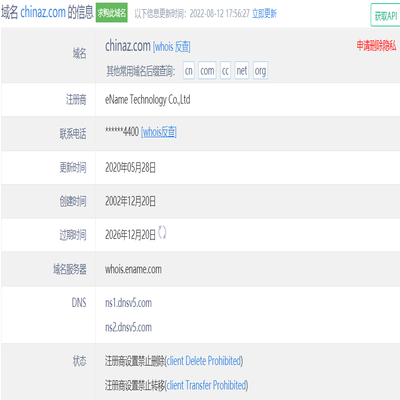 域名 chinaz.com 的信息 求购此域名 以下信息更新时间：2022-08-12 17:56:27 立即更新 获取API
域名 chinaz.com [whois 反查] 申请删除隐私
其他常用域名后缀查询： cn com cc net org
注册商 eName Technology Co.,Ltd
联系电话 ******4400 [whois反查]
更新时间 2020年05月28日
创建时间 2002年12月20日
过期时间 2026年12月20日
域名服务器 whois.ename.com
DNS ns1.dnsv5.com
ns2.dnsv5.com
状态 注册商设置禁止删除(client Delete Prohibited)
注册商设置禁止转移(client Transfer Prohibited)